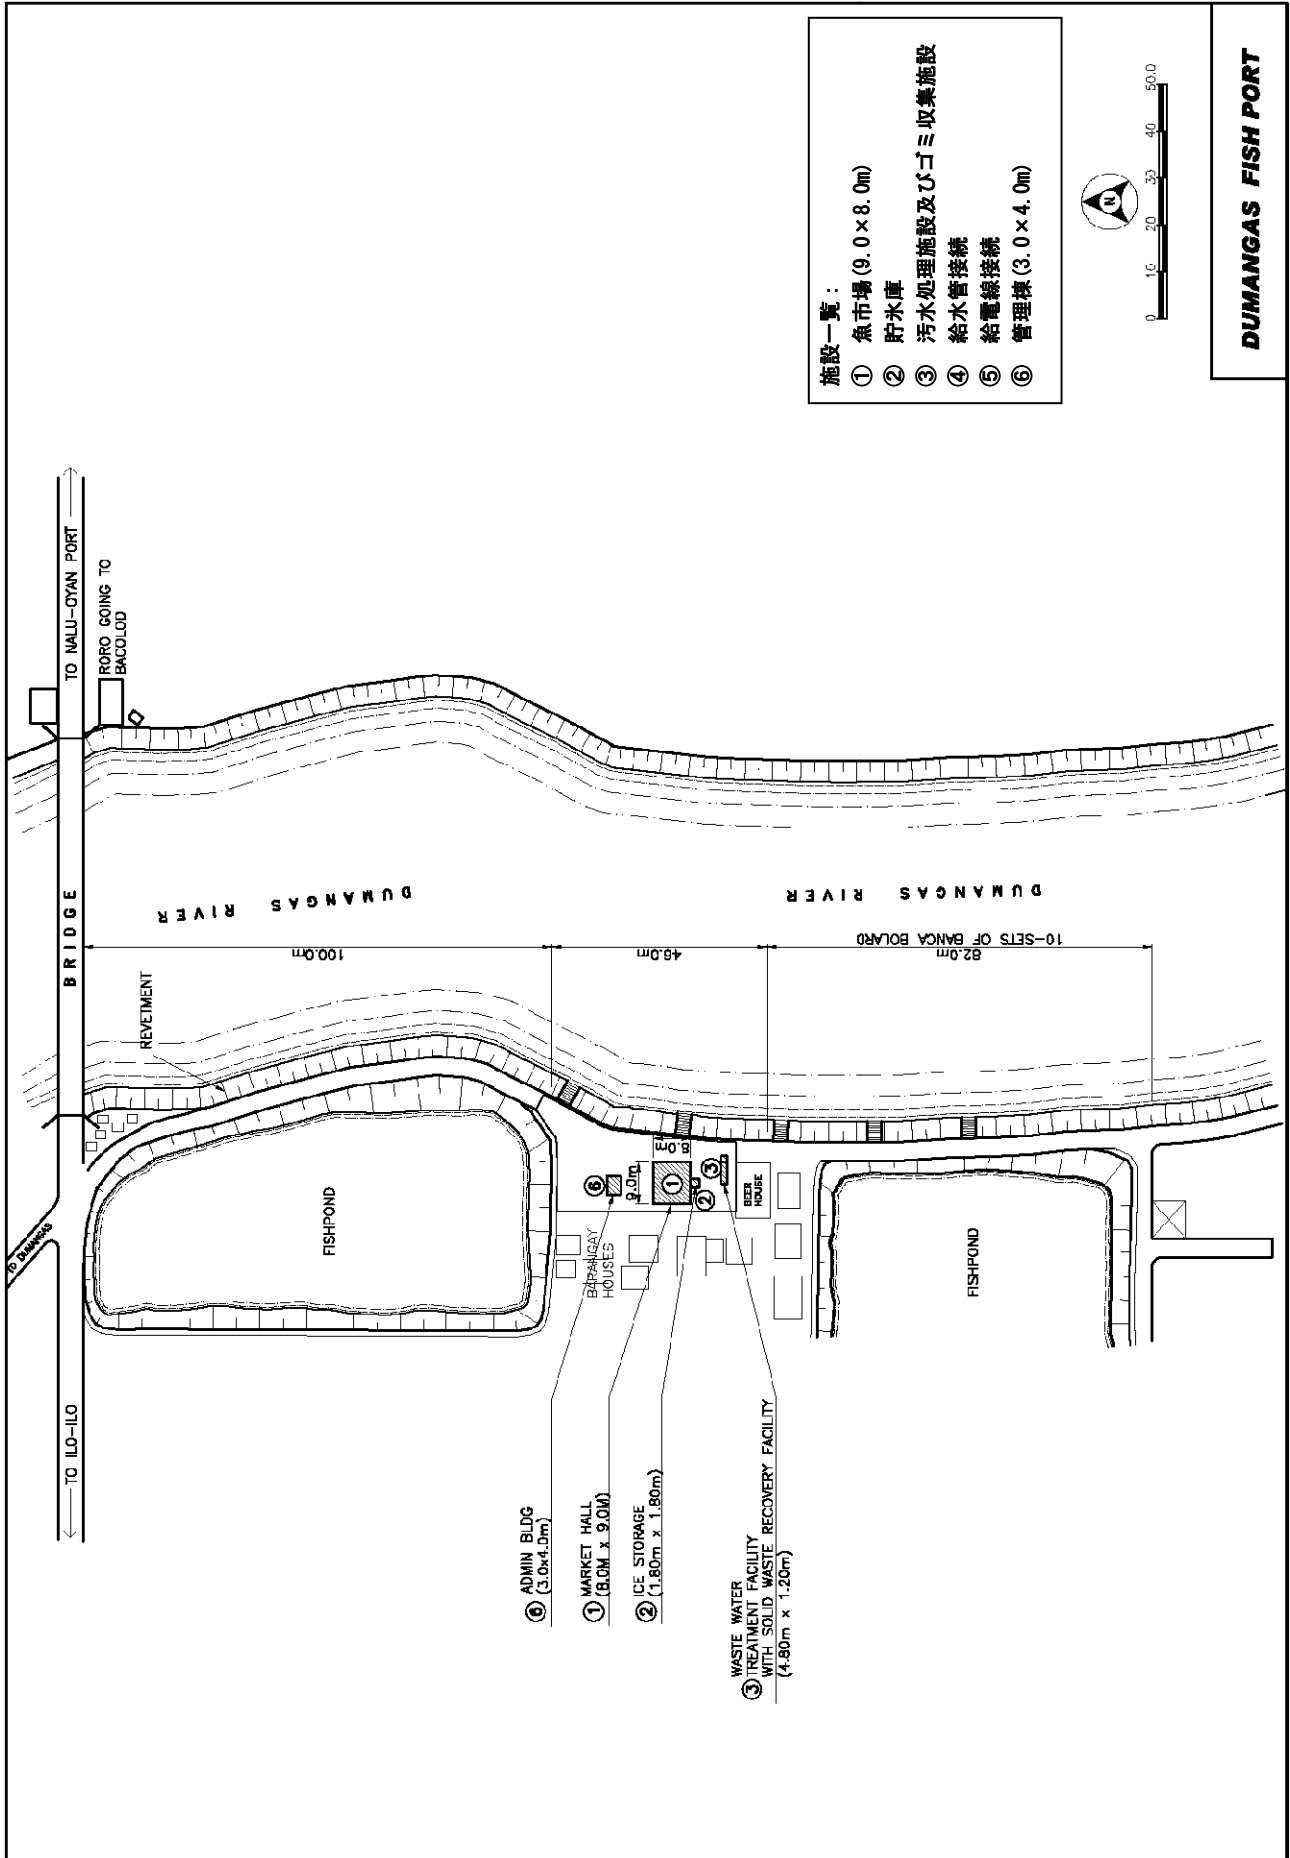 DUMANGAS FISH PORT
施設一覧：
① 魚市場(9.0×8.0m)
② 貯氷庫
③ 汚水処理施設及びゴミ収集施設
④ 給水管接続
⑤ 給電線接続
⑥ 管理棟(3.0×4.0m)
N
0 10 20 30 40 50.0
TO NALU-OYAN PORT
RORO GOING TO
BACOLOD
BRIDGE
TO ILO-ILO
TO DUMANGAS
REVETMENT
DUMANGAS RIVER
DUMANGAS RIVER
100.0m
46.0m
82.0m
10-SETS OF BANCA BOLARD
FISHPOND
FISHPOND
BARANGAY
HOUSES
BEER
HOUSE
9.0m
8.0m
⑥
①
②
③
⑥ ADMIN BLDG
(3.0x4.0m)
① MARKET HALL
(8.0M x 9.0M)
② ICE STORAGE
(1.80m x 1.80m)
WASTE WATER
③ TREATMENT FACILITY
WITH SOLID WASTE RECOVERY FACILITY
(4.80m x 1.20m)